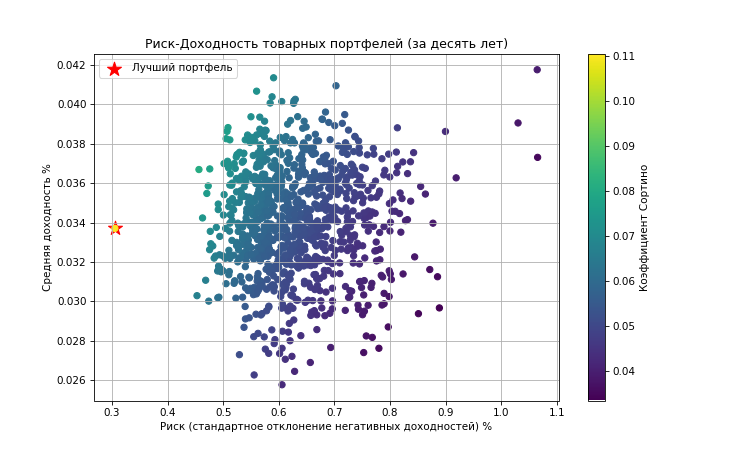 Риск-Доходность товарных портфелей (за десять лет)
Лучший портфель
Средняя доходность %
0.042
0.040
0.038
0.036
0.034
0.032
0.030
0.028
0.026
0.3 0.4 0.5 0.6 0.7 0.8 0.9 1.0 1.1
Риск (стандартное отклонение негативных доходностей) %
0.11
0.10
0.09
0.08
0.07
0.06
0.05
0.04
Коэффициент Сортино